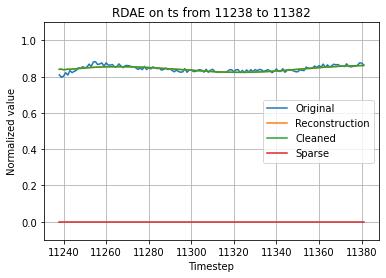 RDAE on ts from 11238 to 11382
Normalized value
1.0
0.8
0.6
0.4
0.2
0.0
Original
Reconstruction
Cleaned
Sparse
11240 11260 11280 11300 11320 11340 11360 11380
Timestep